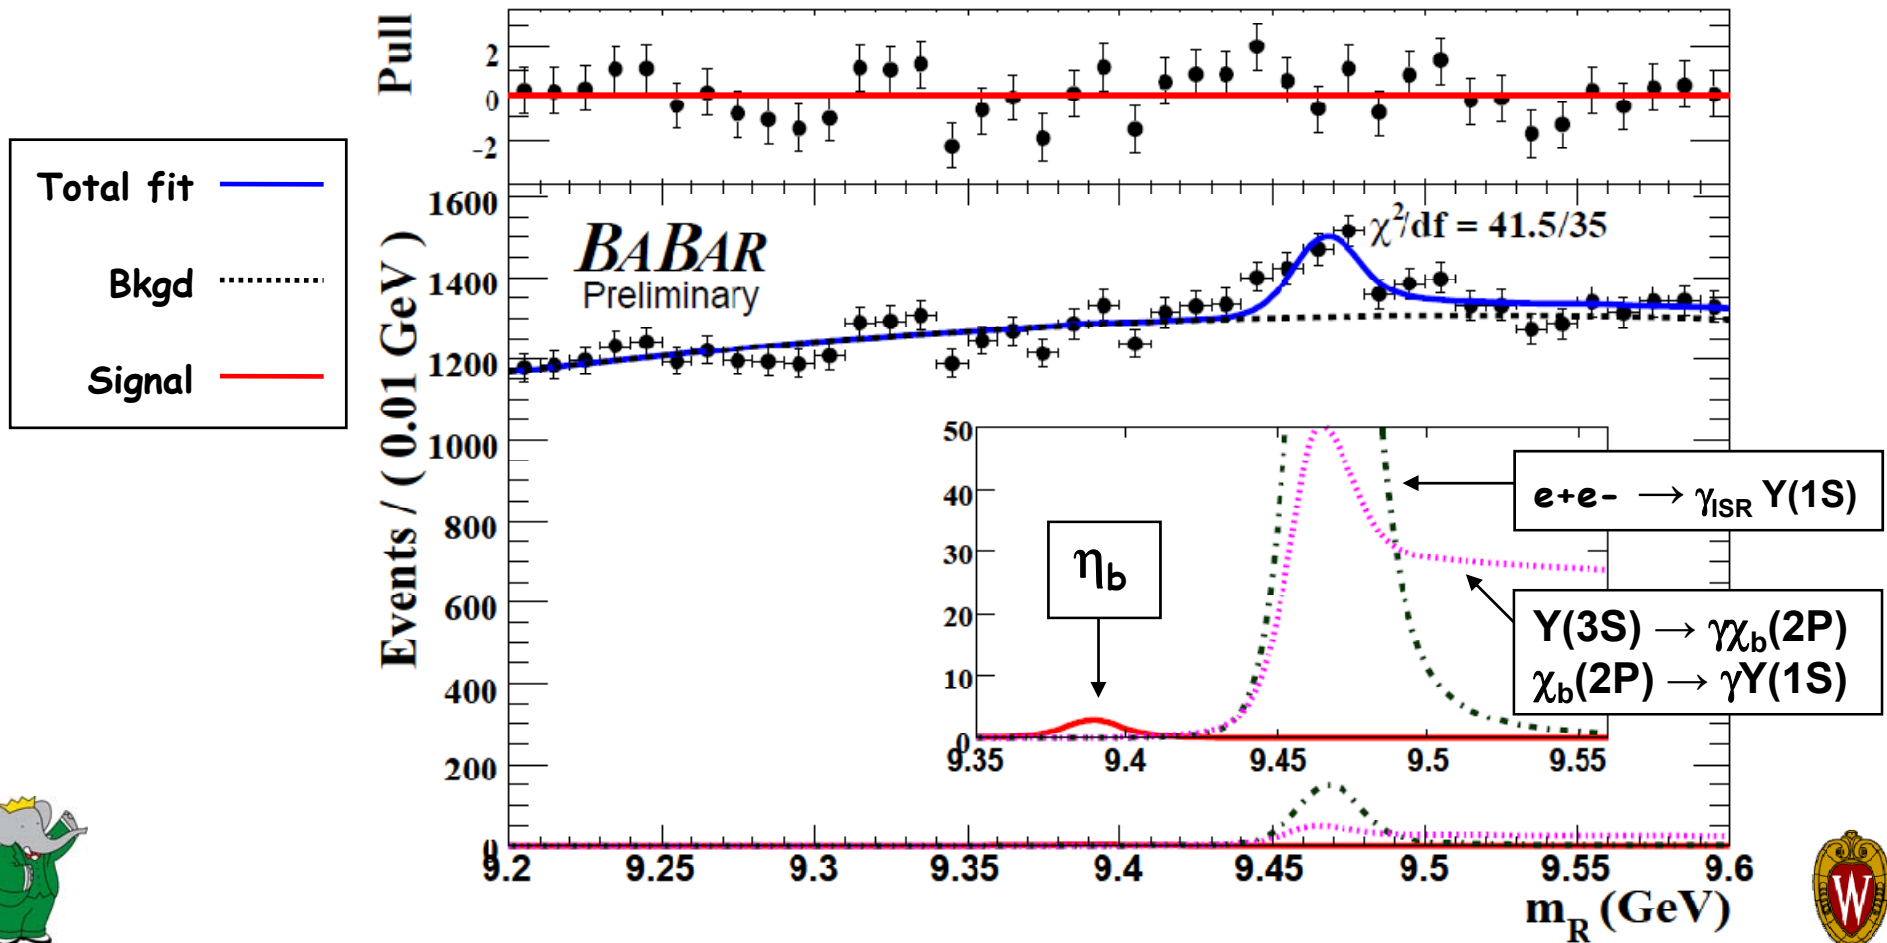 Pull
2
0
−2
Total fit
Bkgd
Signal
Events / ( 0.01 GeV )
1600
1400
1200
1000
800
600
400
200
0
BABAR
Preliminary
χ²/df = 41.5/35
50
40
30
20
10
0
9.35
9.4
9.45
9.5
9.55
ηb
e+e- → γISR Y(1S)
Y(3S) → γχb(2P)
χb(2P) → γY(1S)
9.2
9.25
9.3
9.35
9.4
9.45
9.5
9.55
9.6
mR (GeV)
W